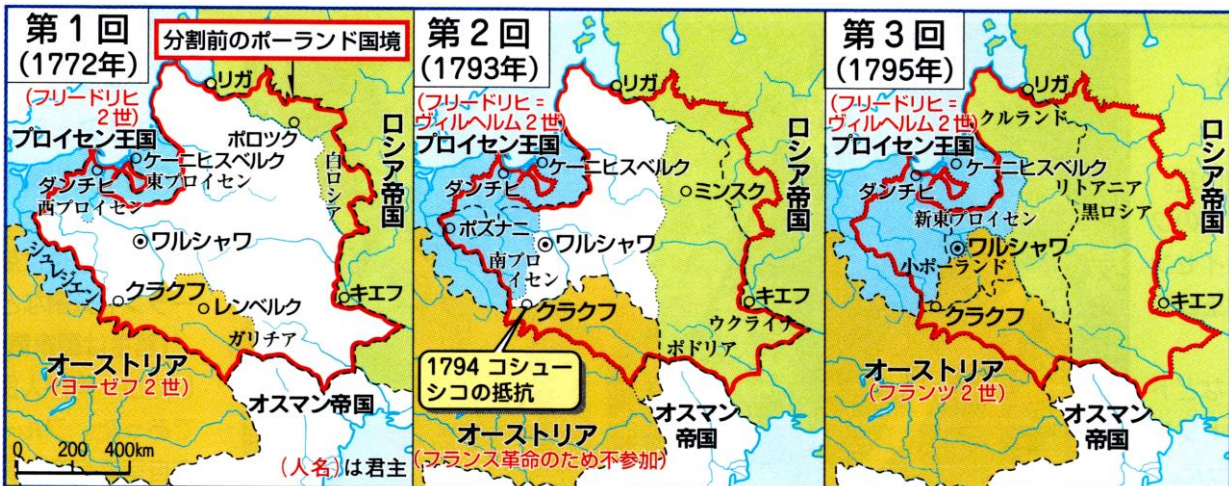 第1回
(1772年)
分割前のポーランド国境
(フリードリヒ
2世)
プロイセン王国
リガ
ポロツク
ロシア帝国
白ロシア
ケーニヒスベルク
東プロイセン
ダンチヒ
西プロイセン
ワルシャワ
シュレジエン
クラクフ
レンベルク
キエフ
ガリチア
オーストリア
(ヨーゼフ2世)
オスマン帝国
0 200 400km
(人名)は君主
第2回
(1793年)
(フリードリヒ=
ヴィルヘルム2世)
プロイセン王国
リガ
ロシア帝国
ケーニヒスベルク
ダンチヒ
ミンスク
ポズナニ
ワルシャワ
南プロ
イセン
クラクフ
キエフ
ウクライナ
ポドリア
1794 コシュー
シコの抵抗
オーストリア
(フランス革命のため不参加)
オスマン
帝国
第3回
(1795年)
(フリードリヒ=
ヴィルヘルム2世)
プロイセン王国
リガ
クルランド
ロシア帝国
ケーニヒスベルク
ダンチヒ
リトアニア
黒ロシア
新東プロイセン
ワルシャワ
小ポーランド
クラクフ
キエフ
オーストリア
(フランツ2世)
オスマン
帝国